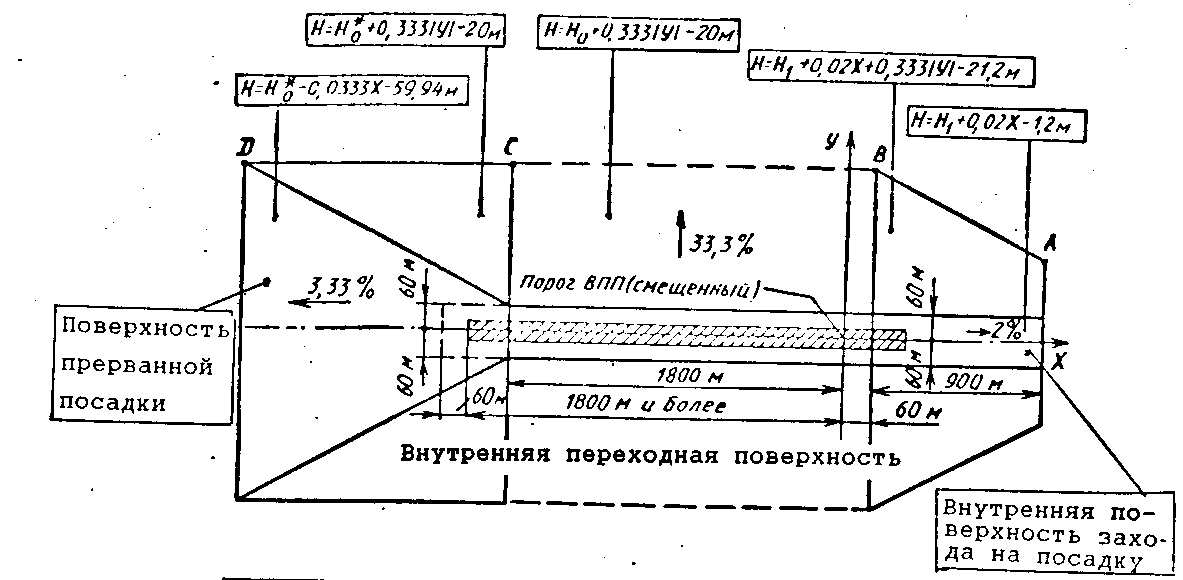 H=H₀*+0,333|Y|-20м
H=H₀+0,333|Y|-20м
H=H₁+0,02X+0,333|Y|-21,2м
H=H₀*-0,0333X-59,94м
H=H₁+0,02X-1,2м
D
C
У
B
A
33,3%
3,33%
60 м
Порог ВПП(смещенный)
60 м
→2%
X
Поверхность
прерванной
посадки
60 м
60 м
1800 м
900 м
60м
1800 м и более
60 м
Внутренняя переходная поверхность
Внутренняя по-
верхность захо-
да на посадку